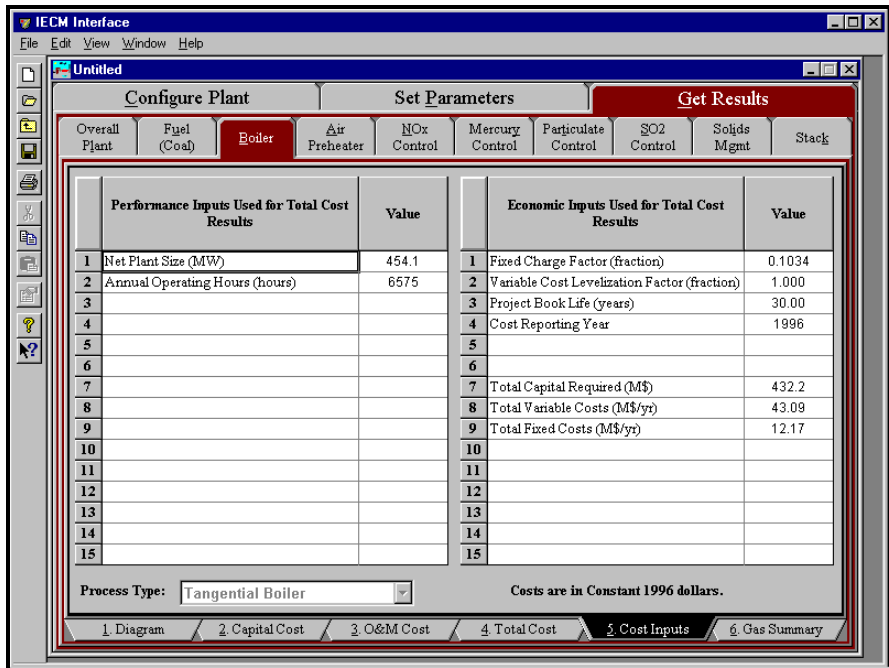 IECM Interface
File Edit View Window Help
Untitled
Configure Plant Set Parameters Get Results
Overall Plant Fuel (Coal) Boiler Air Preheater NOx Control Mercury Control Particulate Control SO2 Control Solids Mgmt Stack
Performance Inputs Used for Total Cost Results Value Economic Inputs Used for Total Cost Results Value
1 Net Plant Size (MW) 454.1 1 Fixed Charge Factor (fraction) 0.1034
2 Annual Operating Hours (hours) 6575 2 Variable Cost Levelization Factor (fraction) 1.000
3 3 Project Book Life (years) 30.00
4 4 Cost Reporting Year 1996
5 5
6 6
7 7 Total Capital Required (M$) 432.2
8 8 Total Variable Costs (M$/yr) 43.09
9 9 Total Fixed Costs (M$/yr) 12.17
10 10
11 11
12 12
13 13
14 14
15 15
Process Type: Tangential Boiler Costs are in Constant 1996 dollars.
1. Diagram 2. Capital Cost 3. O&M Cost 4. Total Cost 5. Cost Inputs 6. Gas Summary